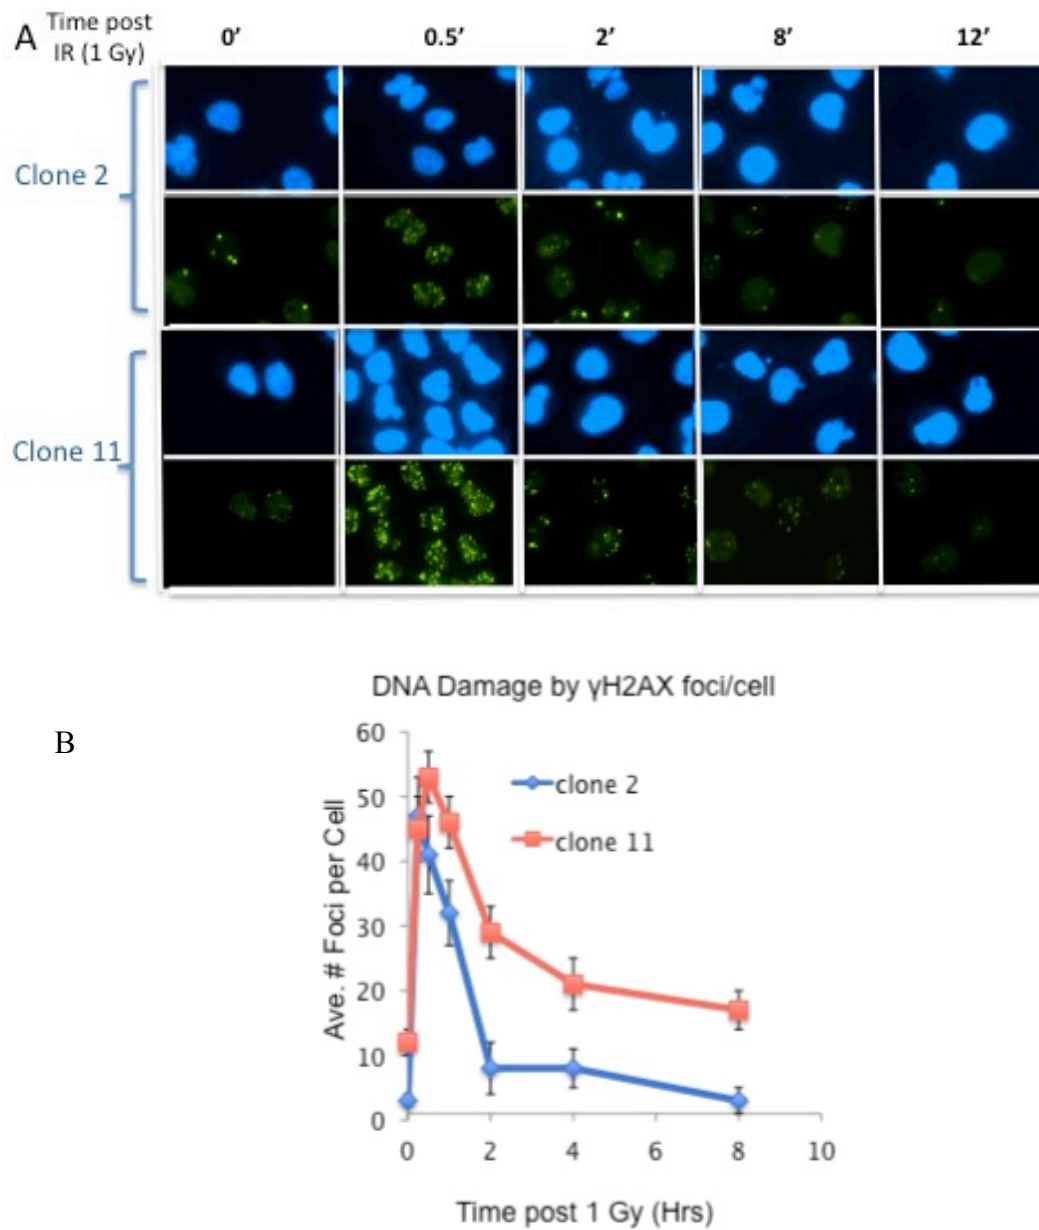 A
Time post
IR (1 Gy)
0’ 0.5’ 2’ 8’ 12’
Clone 2
Clone 11
B
DNA Damage by γH2AX foci/cell
Ave. # Foci per Cell
60
50
40
30
20
10
0
clone 2
clone 11
0 2 4 6 8 10
Time post 1 Gy (Hrs)